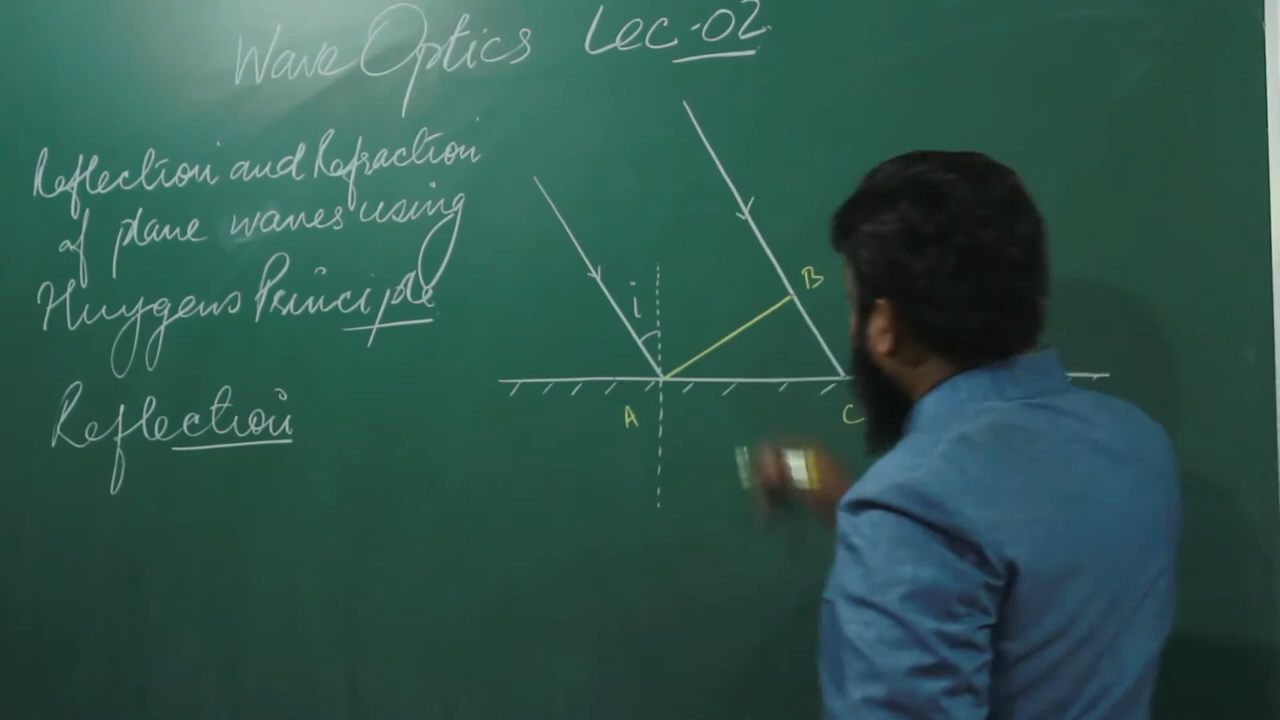 Wave Optics Lec-02
Reflection and Refraction
of plane waves using
Huygens Principle
Reflection
i
B
A
C